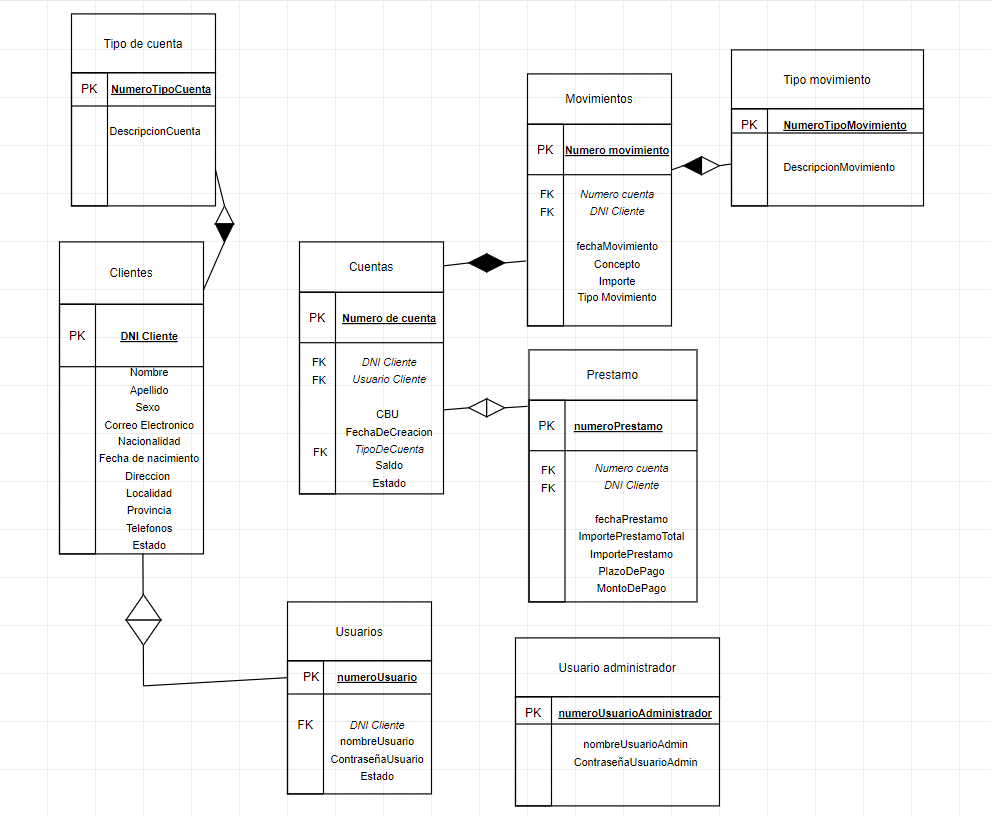 Tipo de cuenta
PK NumeroTipoCuenta
DescripcionCuenta
Clientes
PK DNI Cliente
Nombre
Apellido
Sexo
Correo Electronico
Nacionalidad
Fecha de nacimiento
Direccion
Localidad
Provincia
Telefonos
Estado
Cuentas
PK Numero de cuenta
FK DNI Cliente
FK Usuario Cliente
CBU
FechaDeCreacion
FK TipoDeCuenta
Saldo
Estado
Movimientos
PK Numero movimiento
FK Numero cuenta
FK DNI Cliente
fechaMovimiento
Concepto
Importe
Tipo Movimiento
Tipo movimiento
PK NumeroTipoMovimiento
DescripcionMovimiento
Prestamo
PK numeroPrestamo
FK Numero cuenta
FK DNI Cliente
fechaPrestamo
ImportePrestamoTotal
ImportePrestamo
PlazoDePago
MontoDePago
Usuarios
PK numeroUsuario
FK DNI Cliente
nombreUsuario
ContraseñaUsuario
Estado
Usuario administrador
PK numeroUsuarioAdministrador
nombreUsuarioAdmin
ContraseñaUsuarioAdmin